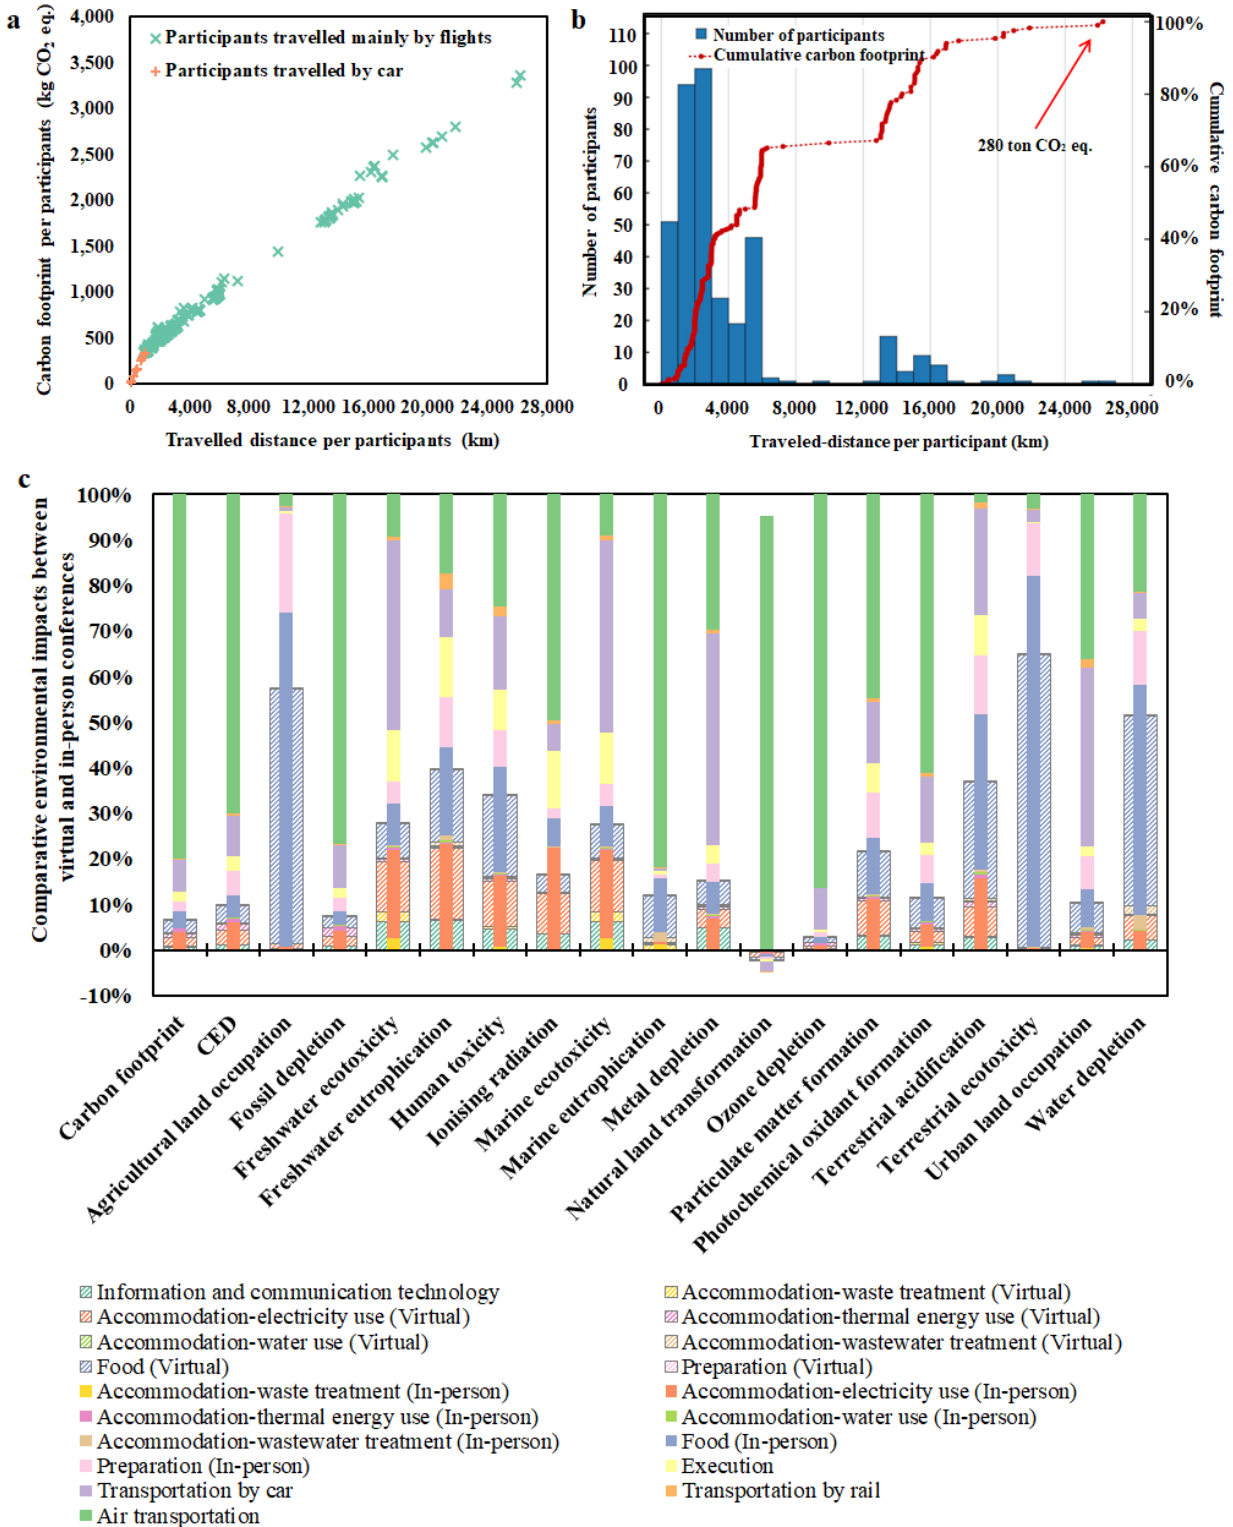 a
Carbon footprint per participants (kg CO₂ eq.)
4,000
3,500
3,000
2,500
2,000
1,500
1,000
500
0
Participants travelled mainly by flights
Participants travelled by car
0 4,000 8,000 12,000 16,000 20,000 24,000 28,000
Travelled distance per participants (km)
b
Number of participants
110
100
90
80
70
60
50
40
30
20
10
0
Number of participants
Cumulative carbon footprint
280 ton CO₂ eq.
100%
80%
60%
40%
20%
0%
Cumulative carbon footprint
0 4,000 8,000 12,000 16,000 20,000 24,000 28,000
Traveled-distance per participant (km)
c
Comparative environmental impacts between
virtual and in-person conferences
100%
90%
80%
70%
60%
50%
40%
30%
20%
10%
0%
-10%
Carbon footprint
CED
Agricultural land occupation
Fossil depletion
Freshwater ecotoxicity
Freshwater eutrophication
Human toxicity
Ionising radiation
Marine ecotoxicity
Marine eutrophication
Metal depletion
Natural land transformation
Ozone depletion
Particulate matter formation
Photochemical oxidant formation
Terrestrial acidification
Terrestrial ecotoxicity
Urban land occupation
Water depletion
Information and communication technology
Accommodation-waste treatment (Virtual)
Accommodation-electricity use (Virtual)
Accommodation-thermal energy use (Virtual)
Accommodation-water use (Virtual)
Accommodation-wastewater treatment (Virtual)
Food (Virtual)
Preparation (Virtual)
Accommodation-waste treatment (In-person)
Accommodation-electricity use (In-person)
Accommodation-thermal energy use (In-person)
Accommodation-water use (In-person)
Accommodation-wastewater treatment (In-person)
Food (In-person)
Preparation (In-person)
Execution
Transportation by car
Transportation by rail
Air transportation